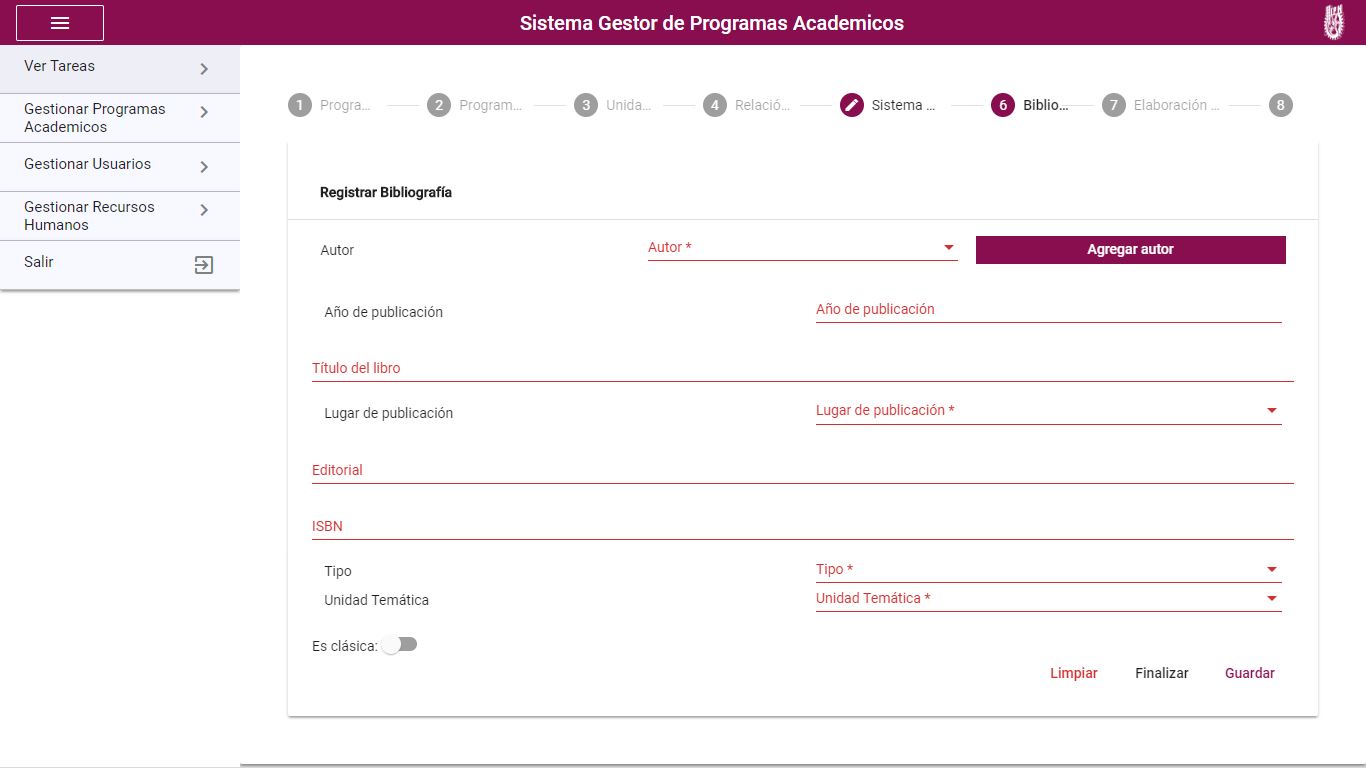 Sistema Gestor de Programas Academicos
Ver Tareas
Gestionar Programas
Academicos
Gestionar Usuarios
Gestionar Recursos
Humanos
Salir
1 Progra... 2 Program... 3 Unida... 4 Relació... Sistema ... 6 Biblio... 7 Elaboración ... 8
Registrar Bibliografía
Autor Autor * Agregar autor
Año de publicación Año de publicación
Título del libro
Lugar de publicación Lugar de publicación *
Editorial
ISBN
Tipo Tipo *
Unidad Temática Unidad Temática *
Es clásica:
Limpiar Finalizar Guardar